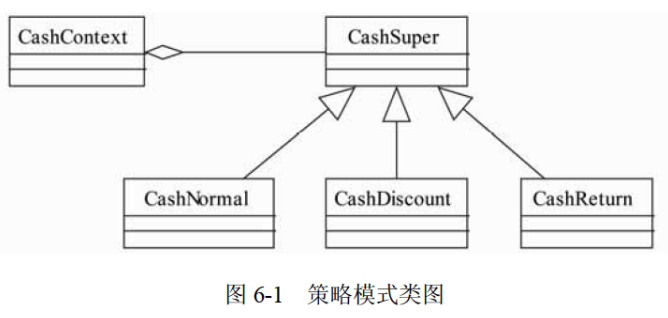 CashContext
CashSuper
CashNormal
CashDiscount
CashReturn
图 6-1 策略模式类图